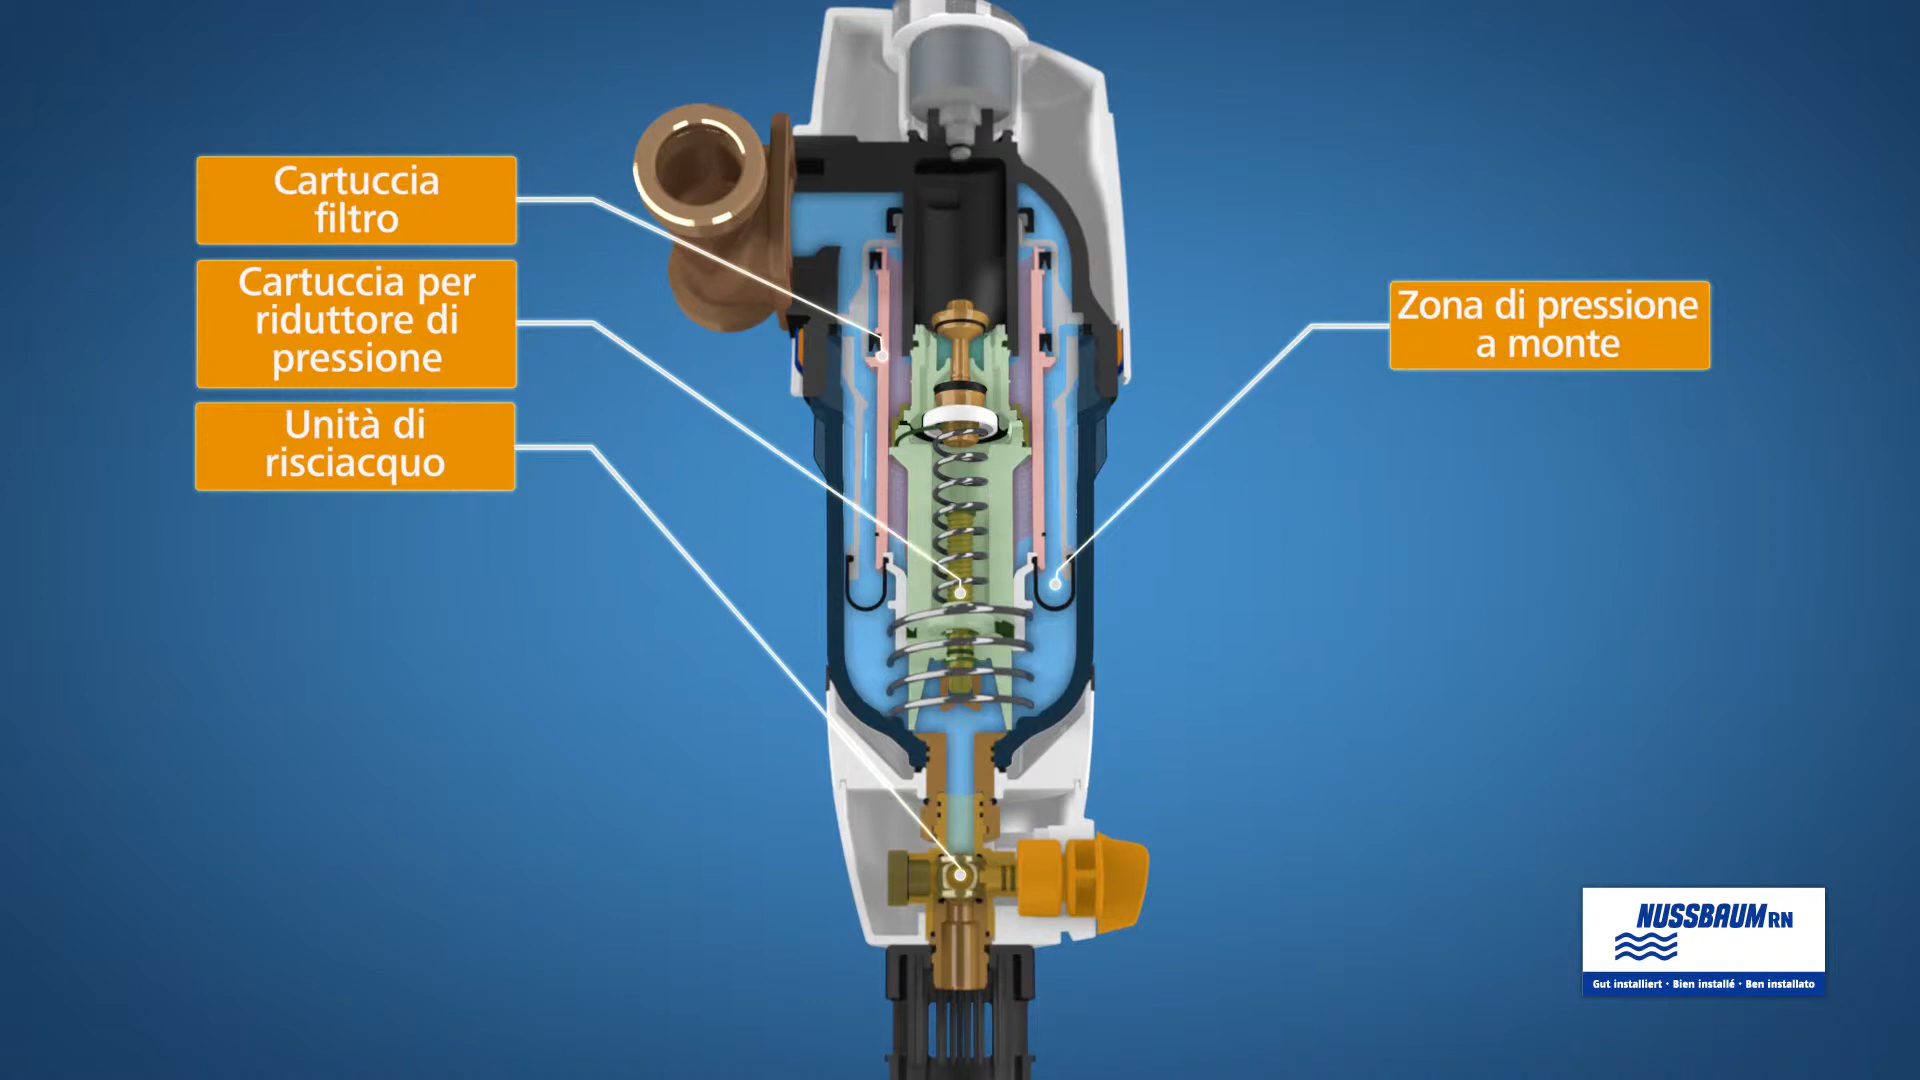 Cartuccia
filtro
Cartuccia per
riduttore di
pressione
Unità di
risciacquo
Zona di pressione
a monte
NUSSBAUM RN
Gut installiert • Bien installé • Ben installato